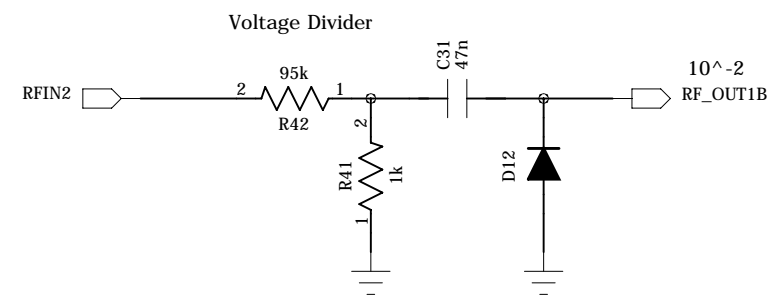 Voltage Divider
RFIN2
2
95k
1
R42
C31
47n
10^-2
RF_OUT1B
2
R41
1k
1
D12